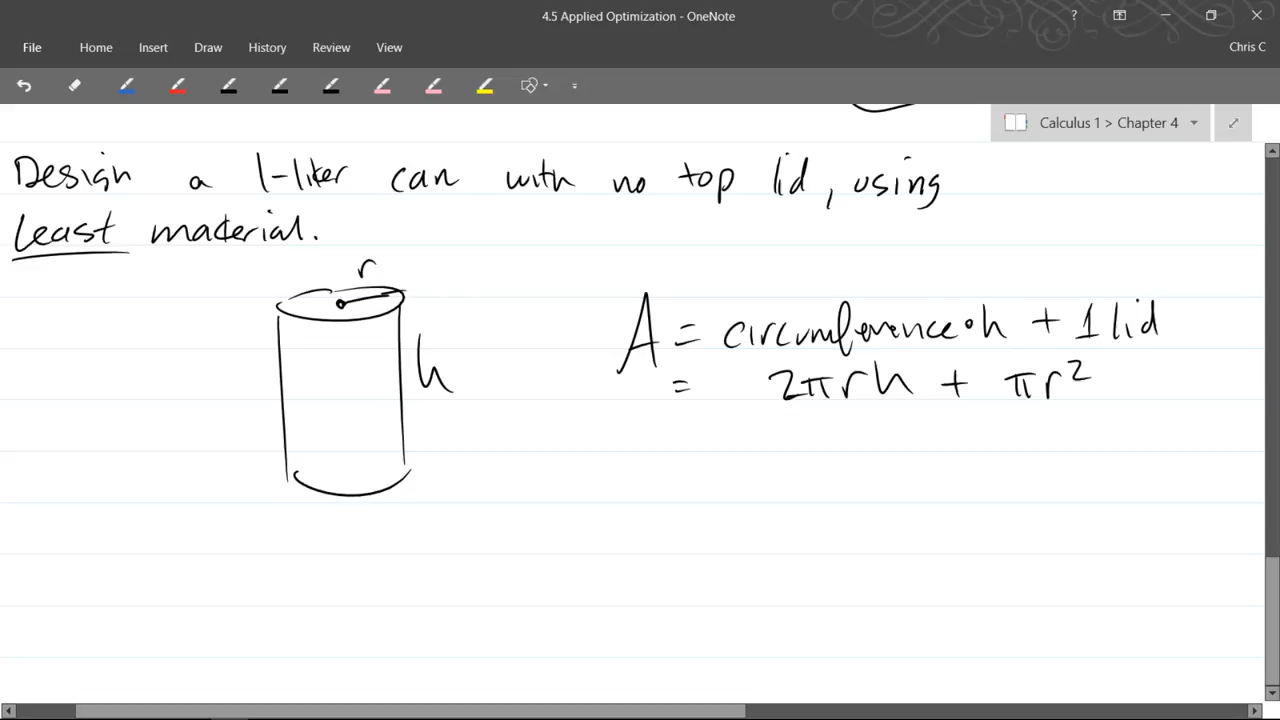 4.5 Applied Optimization - OneNote
File Home Insert Draw History Review View
Chris C
Calculus 1 > Chapter 4
Design a 1-liter can with no top lid, using
least material.
r
h
A = circumference • h + 1 lid
= 2πrh + πr²